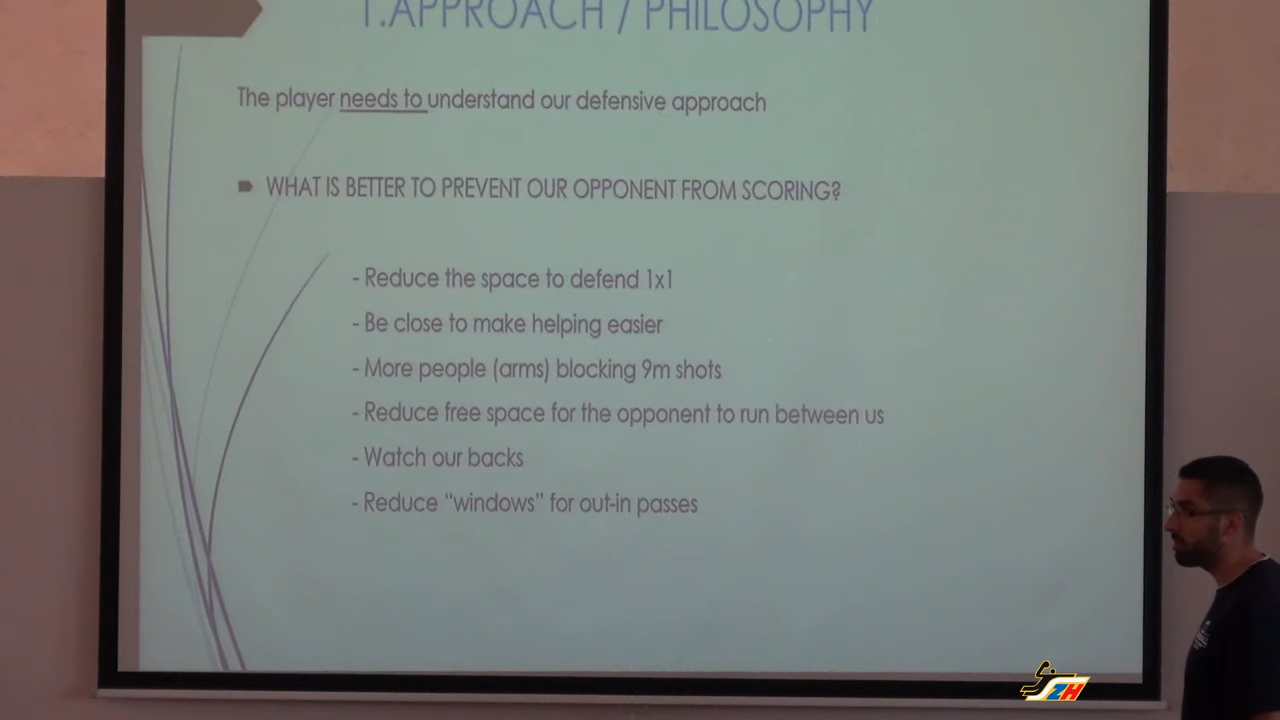 1.APPROACH / PHILOSOPHY
The player needs to understand our defensive approach
WHAT IS BETTER TO PREVENT OUR OPPONENT FROM SCORING?
- Reduce the space to defend 1x1
- Be close to make helping easier
- More people (arms) blocking 9m shots
- Reduce free space for the opponent to run between us
- Watch our backs
- Reduce "windows" for out-in passes
ZH